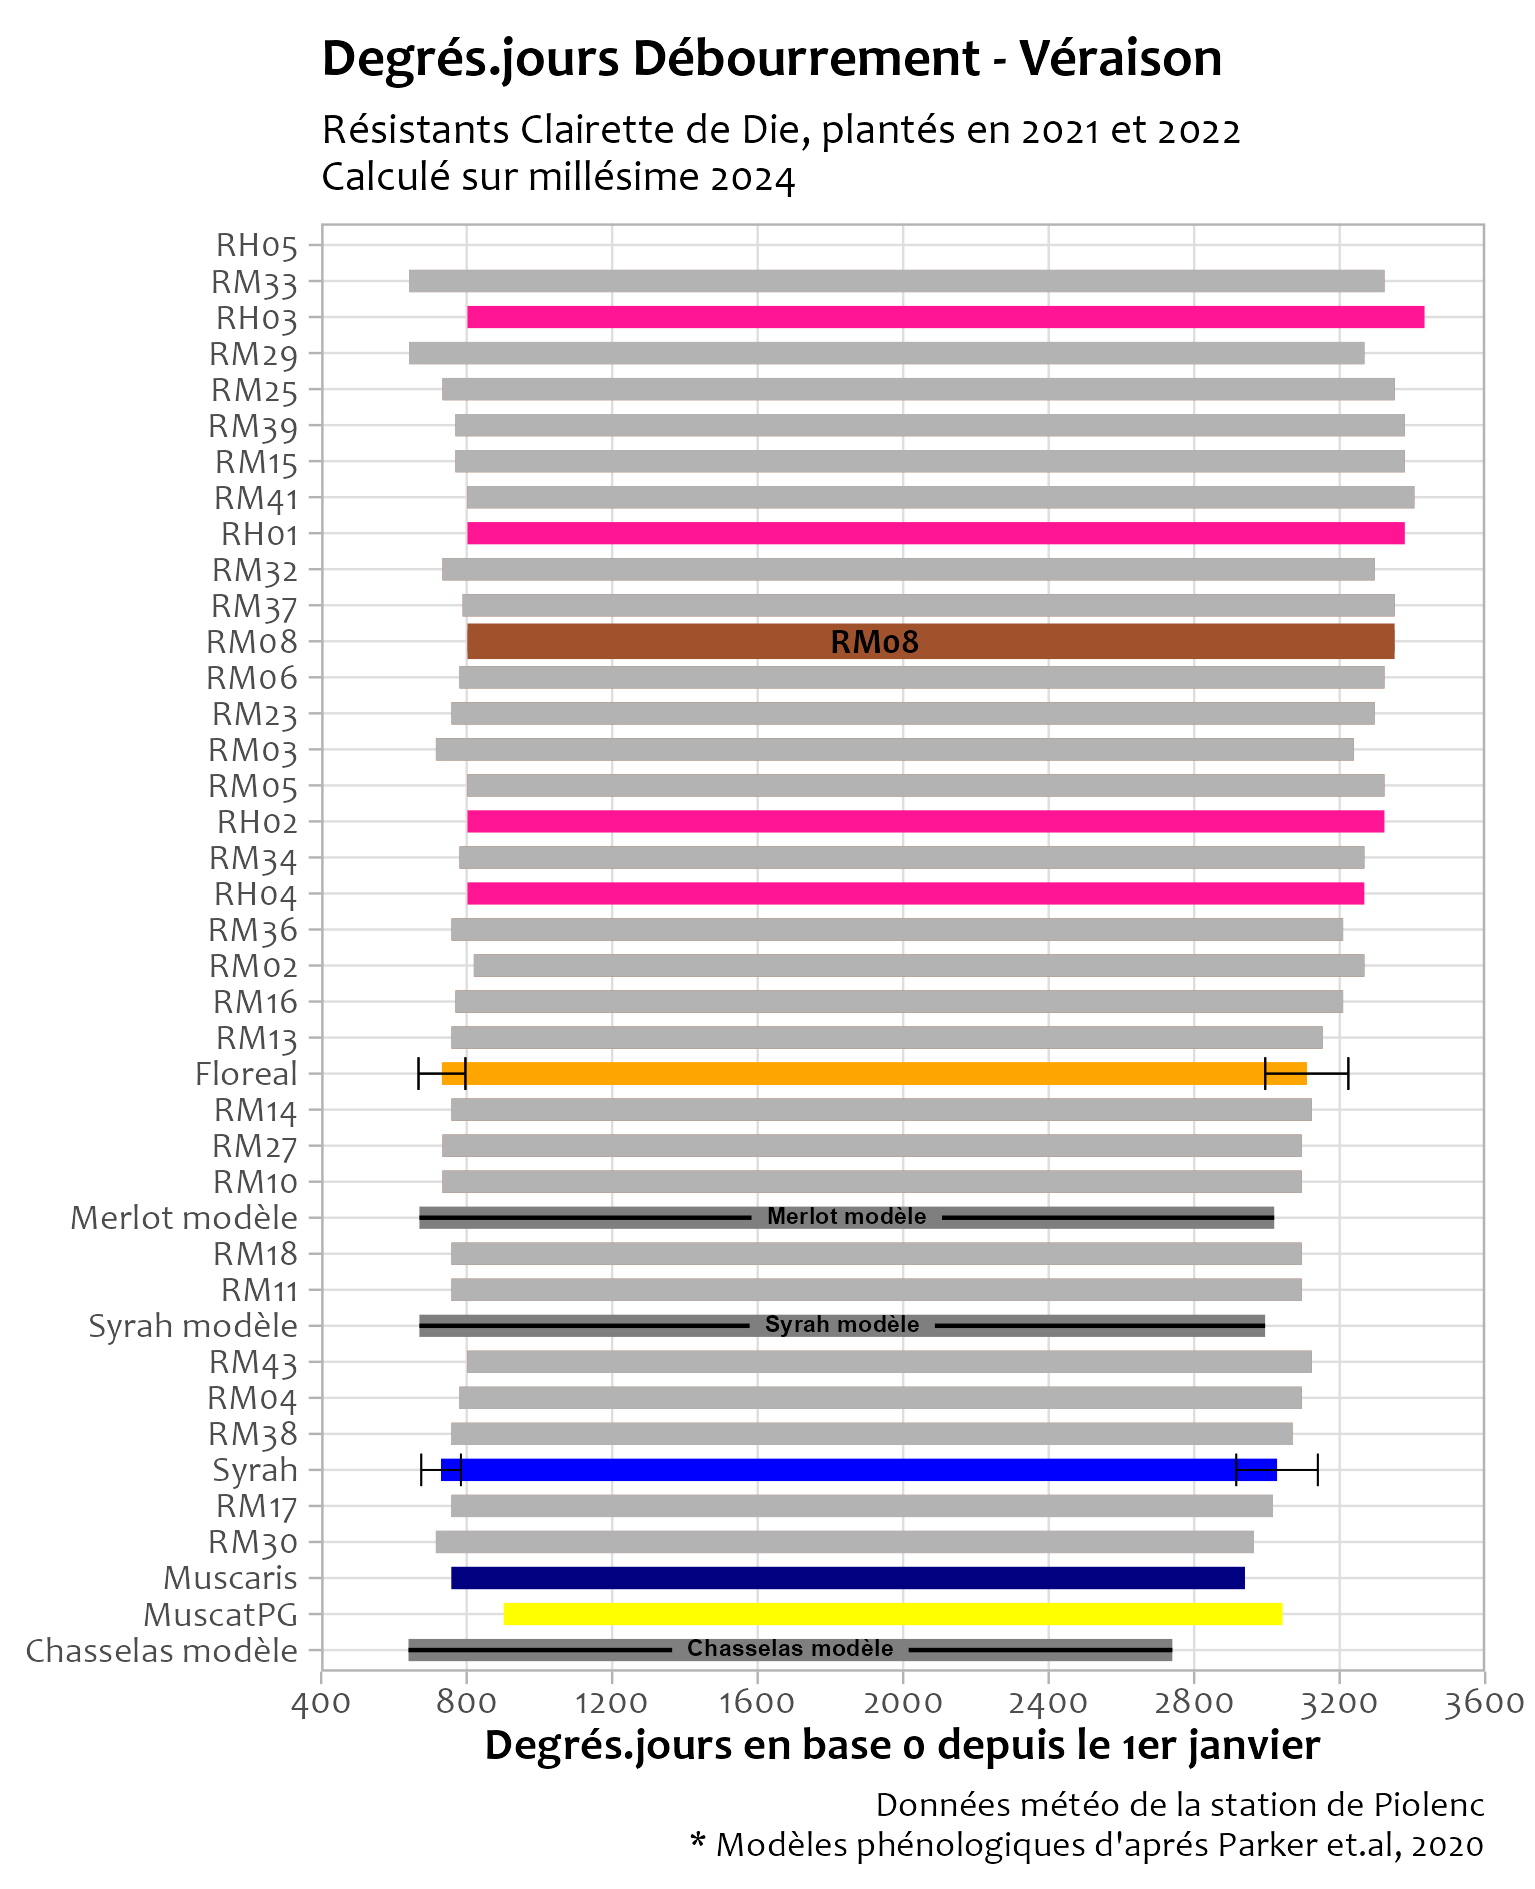 Degrés.jours Débourrement - Véraison
Résistants Clairette de Die, plantés en 2021 et 2022
Calculé sur millésime 2024
RH05
RM33
RH03
RM29
RM25
RM39
RM15
RM41
RH01
RM32
RM37
RM08 RM08
RM06
RM23
RM03
RM05
RH02
RM34
RH04
RM36
RM02
RM16
RM13
Floreal
RM14
RM27
RM10
Merlot modèle Merlot modèle
RM18
RM11
Syrah modèle Syrah modèle
RM43
RM04
RM38
Syrah
RM17
RM30
Muscaris
MuscatPG
Chasselas modèle Chasselas modèle
400 800 1200 1600 2000 2400 2800 3200 3600
Degrés.jours en base 0 depuis le 1er janvier
Données météo de la station de Piolenc
* Modèles phénologiques d'aprés Parker et.al, 2020